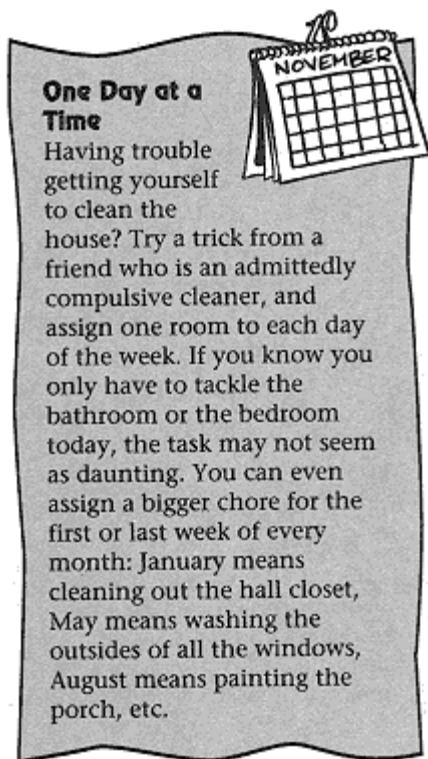 NOVEMBER
One Day at a
Time
Having trouble
getting yourself
to clean the
house? Try a trick from a
friend who is an admittedly
compulsive cleaner, and
assign one room to each day
of the week. If you know you
only have to tackle the
bathroom or the bedroom
today, the task may not seem
as daunting. You can even
assign a bigger chore for the
first or last week of every
month: January means
cleaning out the hall closet,
May means washing the
outsides of all the windows,
August means painting the
porch, etc.